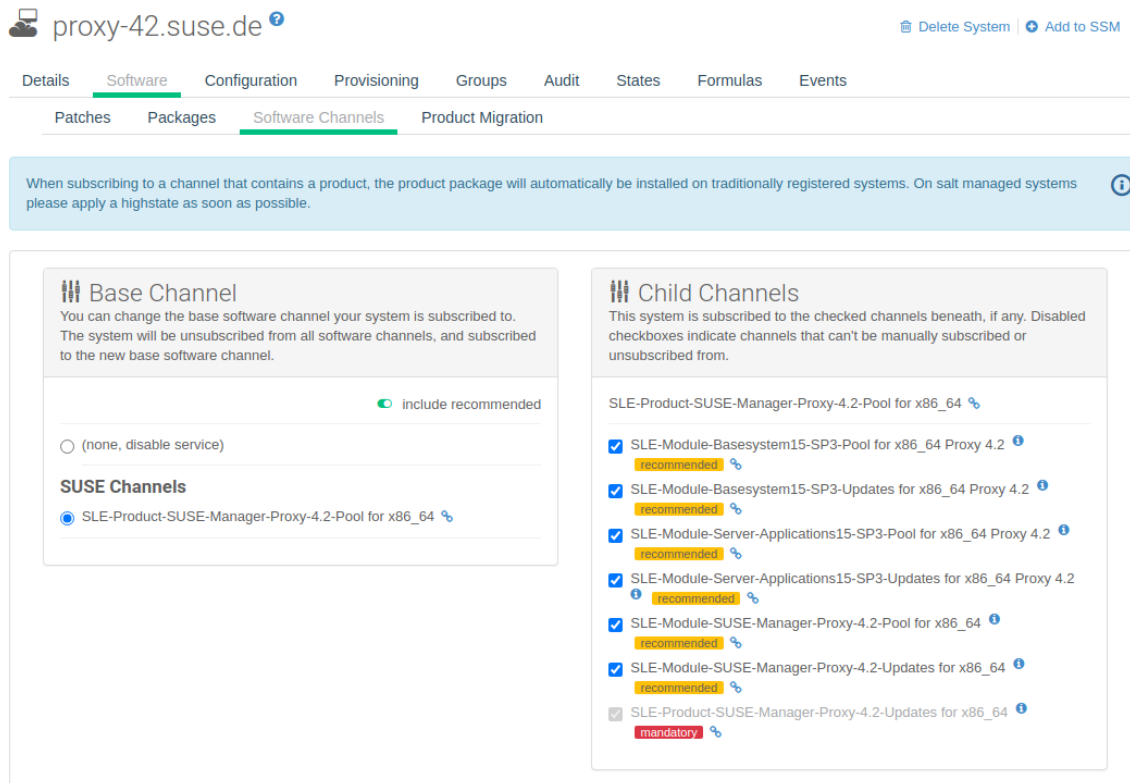 proxy-42.suse.de ?
Delete System | Add to SSM
Details Software Configuration Provisioning Groups Audit States Formulas Events
Patches Packages Software Channels Product Migration
When subscribing to a channel that contains a product, the product package will automatically be installed on traditionally registered systems. On salt managed systems
please apply a highstate as soon as possible.
Base Channel
You can change the base software channel your system is subscribed to.
The system will be unsubscribed from all software channels, and subscribed
to the new base software channel.
include recommended
(none, disable service)
SUSE Channels
SLE-Product-SUSE-Manager-Proxy-4.2-Pool for x86_64
Child Channels
This system is subscribed to the checked channels beneath, if any. Disabled
checkboxes indicate channels that can't be manually subscribed or
unsubscribed from.
SLE-Product-SUSE-Manager-Proxy-4.2-Pool for x86_64
SLE-Module-Basesystem15-SP3-Pool for x86_64 Proxy 4.2
recommended
SLE-Module-Basesystem15-SP3-Updates for x86_64 Proxy 4.2
recommended
SLE-Module-Server-Applications15-SP3-Pool for x86_64 Proxy 4.2
recommended
SLE-Module-Server-Applications15-SP3-Updates for x86_64 Proxy 4.2
recommended
SLE-Module-SUSE-Manager-Proxy-4.2-Pool for x86_64
recommended
SLE-Module-SUSE-Manager-Proxy-4.2-Updates for x86_64
recommended
SLE-Product-SUSE-Manager-Proxy-4.2-Updates for x86_64
mandatory